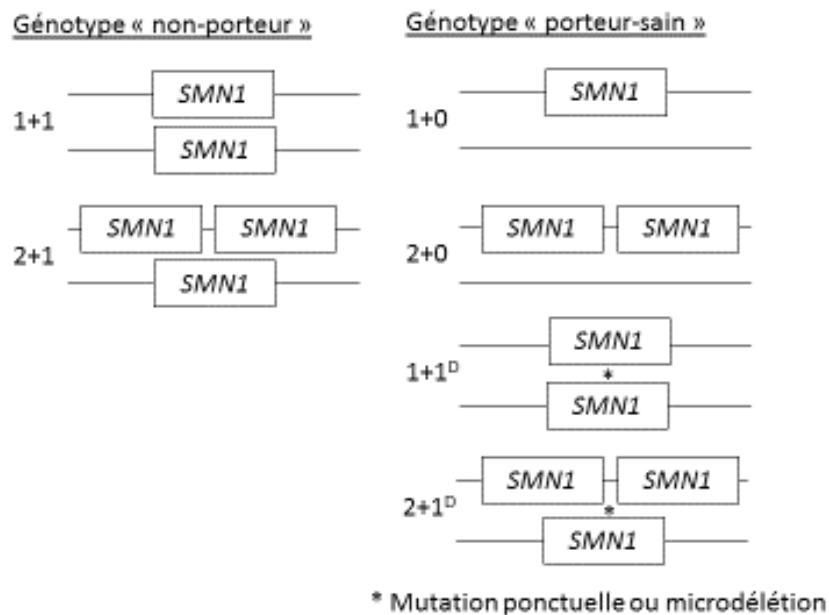 Génotype « non-porteur »
1+1
SMN1
SMN1
2+1
SMN1 SMN1
SMN1
Génotype « porteur-sain »
1+0
SMN1
2+0
SMN1 SMN1
1+1ᴰ
SMN1
*
SMN1
2+1ᴰ
SMN1 SMN1
*
SMN1
* Mutation ponctuelle ou microdélétion